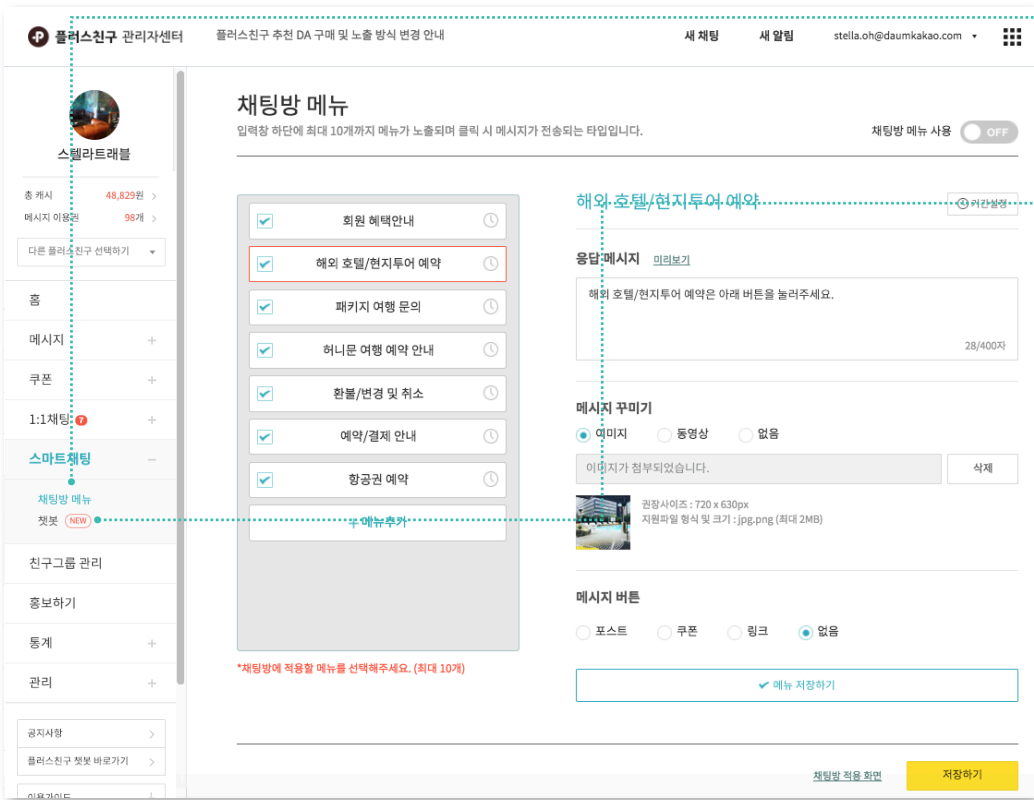 플러스친구 관리자센터
플러스친구 추천 DA 구매 및 노출 방식 변경 안내
새 채팅
새 알림
stella.oh@daumkakao.com
스텔라트래블
총 캐시 48,829원
메시지 이용권 98개
다른 플러스친구 선택하기
홈
메시지
쿠폰
1:1채팅 7
스마트채팅
채팅방 메뉴
챗봇 NEW
친구그룹 관리
홍보하기
통계
관리
공지사항
플러스친구 챗봇 바로가기
이용가이드
채팅방 메뉴
입력창 하단에 최대 10개까지 메뉴가 노출되며 클릭 시 메시지가 전송되는 타입입니다.
채팅방 메뉴 사용 OFF
회원 혜택안내
해외 호텔/현지투어 예약
패키지 여행 문의
허니문 여행 예약 안내
환불/변경 및 취소
예약/결제 안내
항공권 예약
+ 메뉴추가
*채팅방에 적용할 메뉴를 선택해주세요. (최대 10개)
해외 호텔/현지투어 예약
기간설정
응답 메시지 미리보기
해외 호텔/현지투어 예약은 아래 버튼을 눌러주세요.
28/400자
메시지 꾸미기
이미지 동영상 없음
이미지가 첨부되었습니다.
삭제
권장사이즈 : 720 x 630px
지원파일 형식 및 크기 : jpg.png (최대 2MB)
메시지 버튼
포스트 쿠폰 링크 없음
메뉴 저장하기
채팅방 적용 화면
저장하기